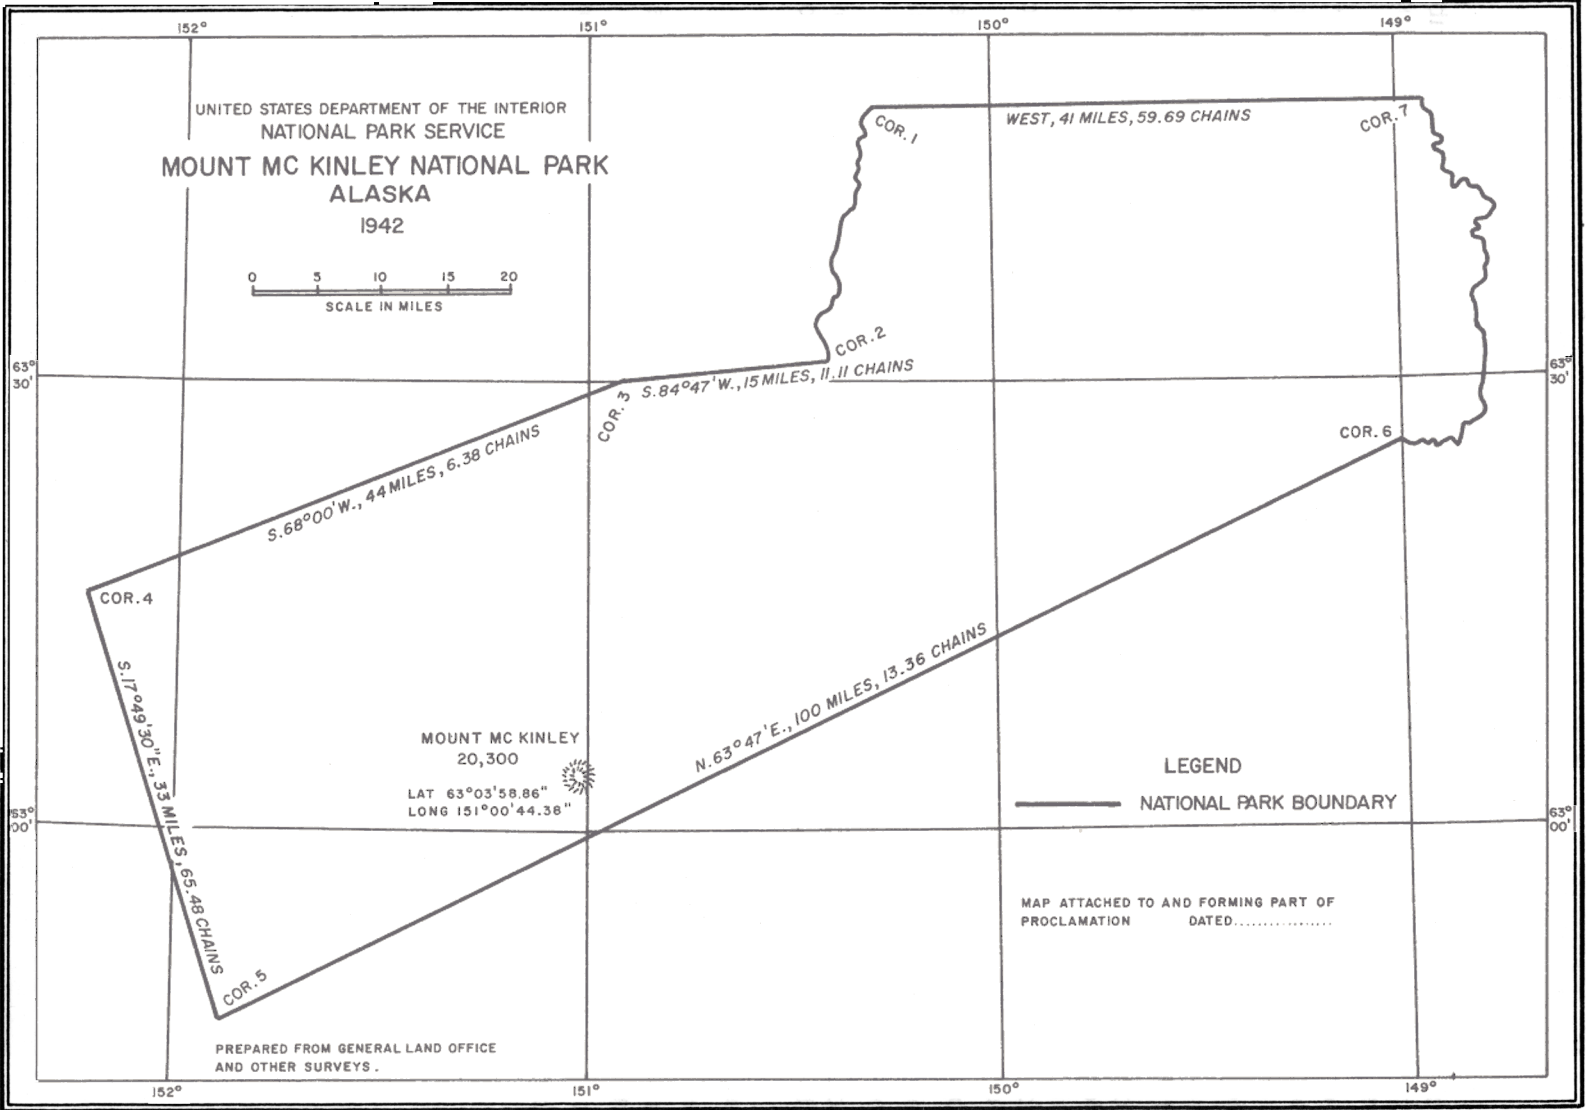 152°
151°
150°
149°
UNITED STATES DEPARTMENT OF THE INTERIOR
NATIONAL PARK SERVICE
MOUNT MC KINLEY NATIONAL PARK
ALASKA
1942
0 5 10 15 20
SCALE IN MILES
COR. 1
WEST, 41 MILES, 59.69 CHAINS
COR. 7
COR. 2
63°
30'
63°
30'
S. 84°47'W., 15 MILES, 11.11 CHAINS
COR. 3
COR. 6
S. 68°00'W., 44 MILES, 6.38 CHAINS
COR. 4
S. 17°49'30"E., 33 MILES, 65.48 CHAINS
N. 63°47'E., 100 MILES, 13.36 CHAINS
MOUNT MC KINLEY
20,300
LAT 63°03'58.86"
LONG 151°00'44.38"
LEGEND
NATIONAL PARK BOUNDARY
63°
00'
63°
00'
MAP ATTACHED TO AND FORMING PART OF
PROCLAMATION DATED.................
COR. 5
PREPARED FROM GENERAL LAND OFFICE
AND OTHER SURVEYS.
152°
151°
150°
149°